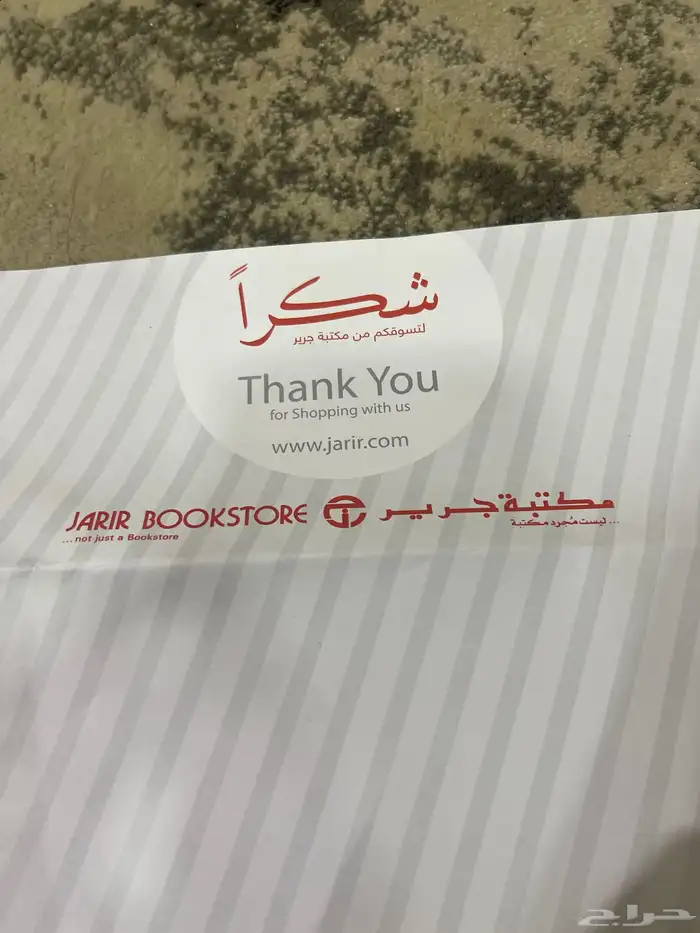 شكراً
لتسوقكم من مكتبة جرير
Thank You
for Shopping with us
www.jarir.com
JARIR BOOKSTORE مكتبة جرير
... not just a Bookstore
... ليست مُجرد مكتبة
حراج